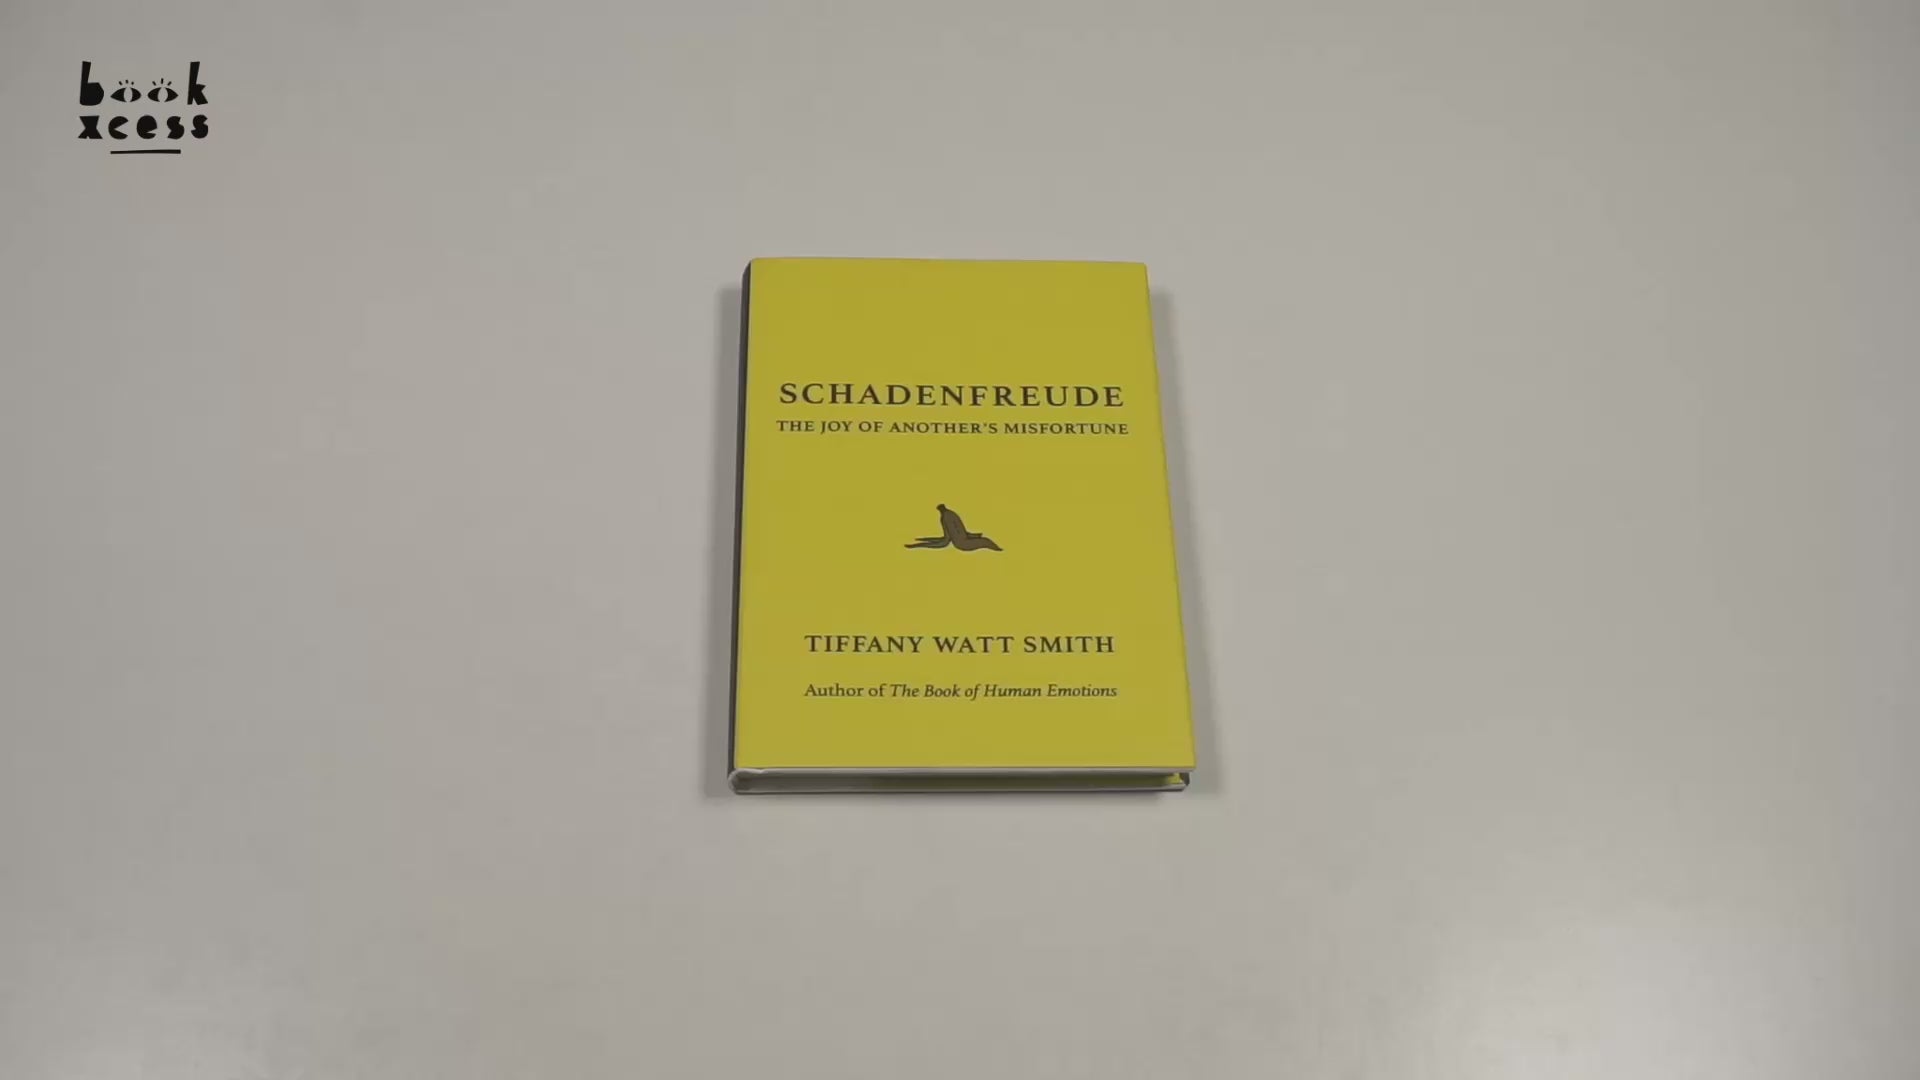 book
xcess
SCHADENFREUDE
THE JOY OF ANOTHER'S MISFORTUNE
TIFFANY WATT SMITH
Author of The Book of Human Emotions